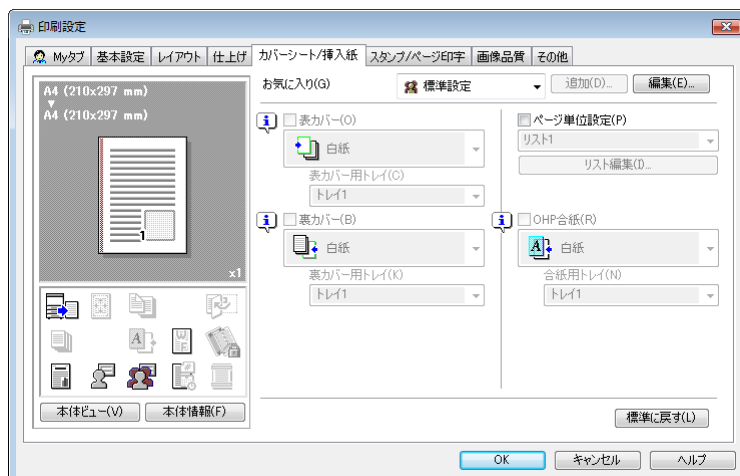 印刷設定
Myタブ 基本設定 レイアウト 仕上げ カバーシート/挿入紙 スタンプ/ページ印字 画像品質 その他
A4 (210x297 mm)
A4 (210x297 mm)
1
x1
本体ビュー(V) 本体情報(F)
お気に入り(G) 標準設定 追加(D)... 編集(E)...
表カバー(O)
白紙
表カバー用トレイ(C)
トレイ1
裏カバー(B)
白紙
裏カバー用トレイ(K)
トレイ1
ページ単位設定(P)
リスト1
リスト編集(I)...
OHP合紙(R)
白紙
合紙用トレイ(N)
トレイ1
標準に戻す(L)
OK キャンセル ヘルプ